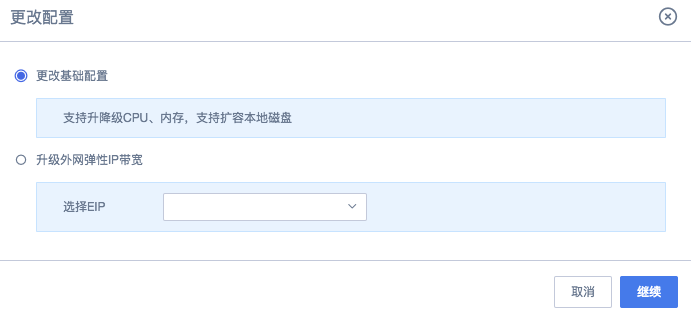 更改配置
更改基础配置
支持升降级CPU、内存，支持扩容本地磁盘
升级外网弹性IP带宽
选择EIP
取消
继续